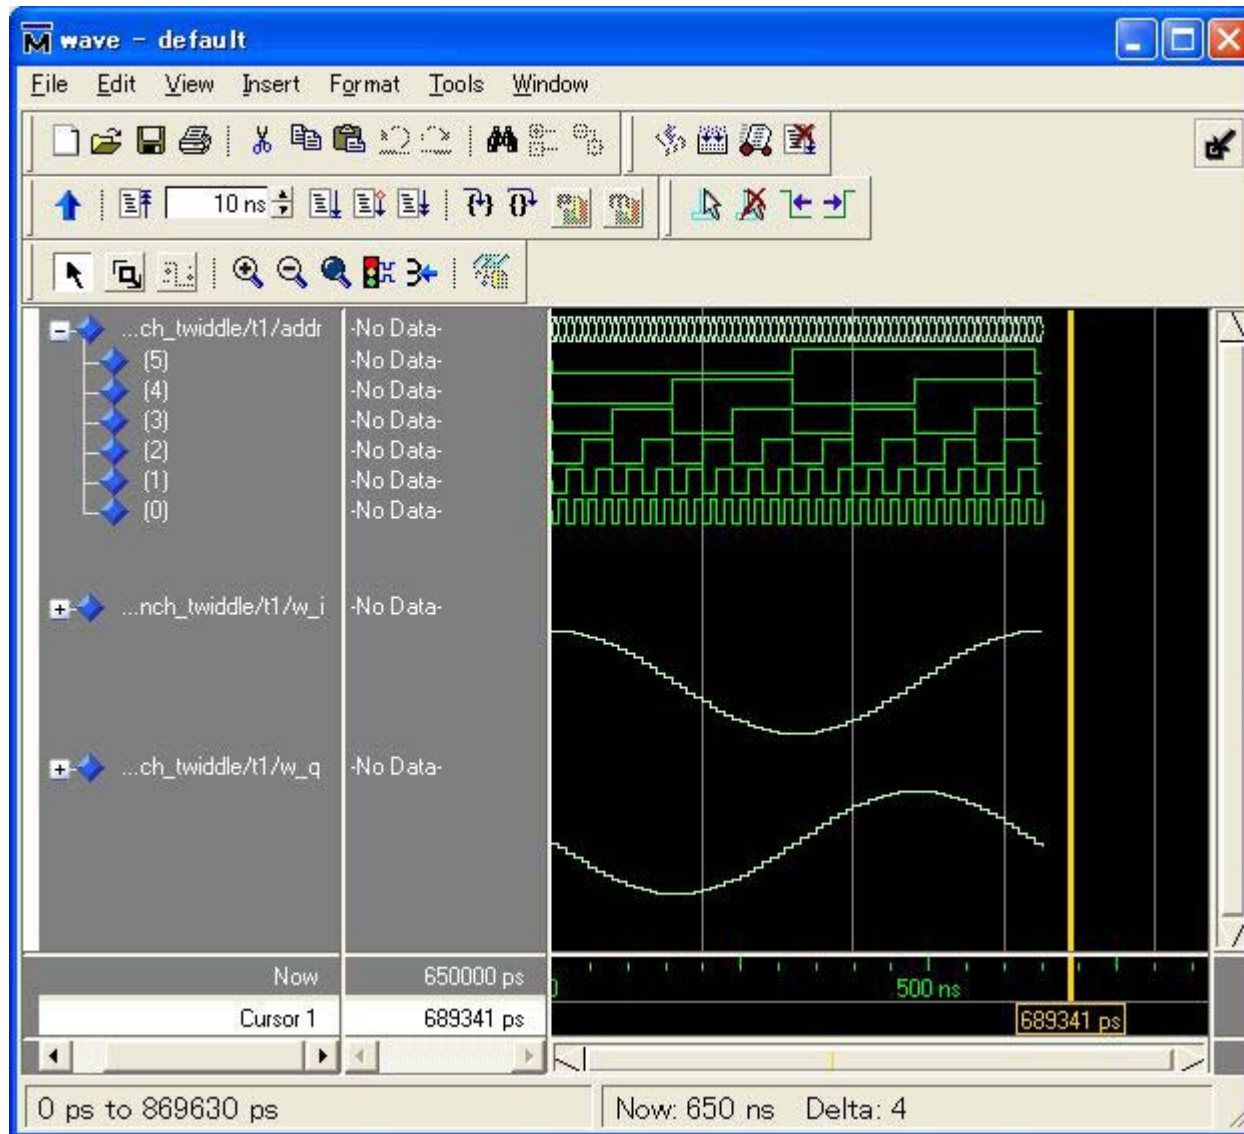 wave - default
File Edit View Insert Format Tools Window
10 ns
...ch_twiddle/t1/addr -No Data-
(5) -No Data-
(4) -No Data-
(3) -No Data-
(2) -No Data-
(1) -No Data-
(0) -No Data-
...nch_twiddle/t1/w_i -No Data-
...ch_twiddle/t1/w_q -No Data-
Now 650000 ps 0 500 ns
Cursor 1 689341 ps 689341 ps
0 ps to 869630 ps Now: 650 ns Delta: 4